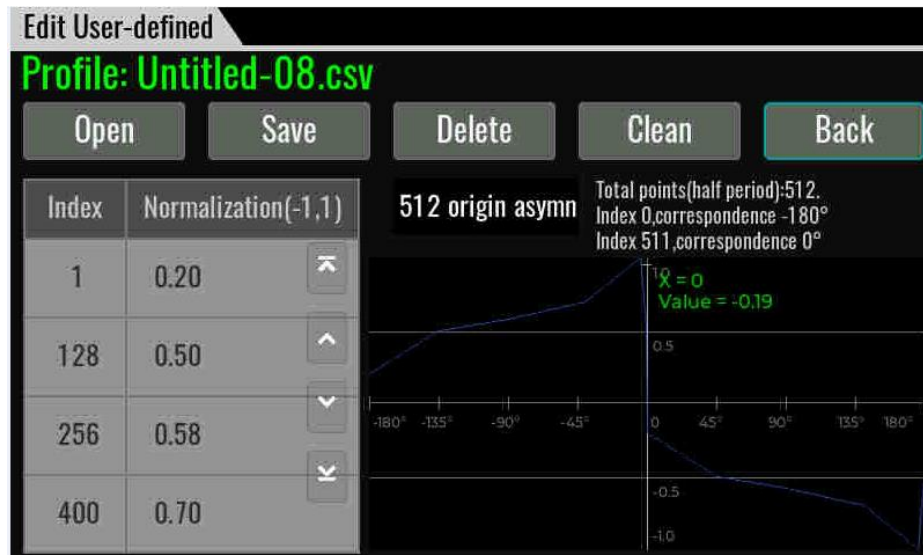 Edit User-defined
Profile: Untitled-08.csv
Open Save Delete Clean Back
Index Normalization(-1,1)
1 0.20
128 0.50
256 0.58
400 0.70
512 origin asymn
Total points(half period):512.
Index 0,correspondence -180°
Index 511,correspondence 0°
1.0
X = 0
Value = -0.19
0.5
-180° -135° -90° -45° 0 45° 90° 135° 180°
-0.5
-1.0